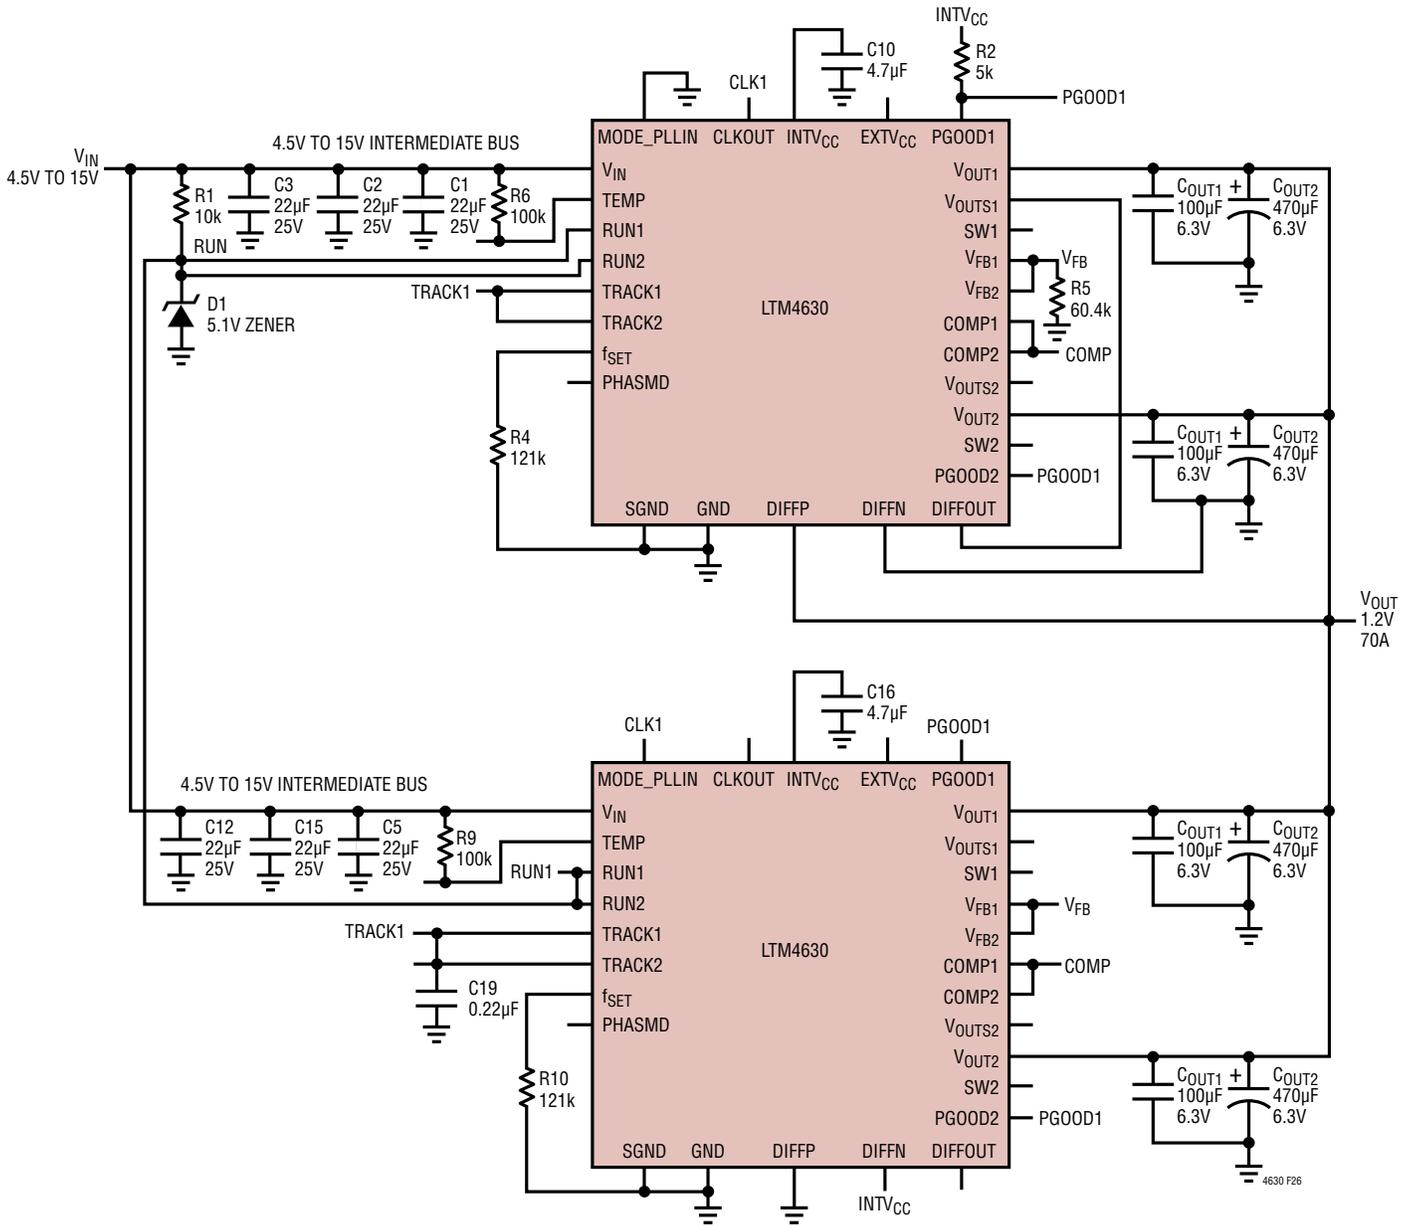 INTVCC
R2
5k
PGOOD1
C10
4.7µF
CLK1
MODE_PLLIN
CLKOUT
INTVCC
EXTVCC
PGOOD1
VIN
4.5V TO 15V
4.5V TO 15V INTERMEDIATE BUS
R1
10k
C3
22µF
25V
C2
22µF
25V
C1
22µF
25V
R6
100k
RUN
D1
5.1V ZENER
TRACK1
R4
121k
VIN
TEMP
RUN1
RUN2
TRACK1
TRACK2
fSET
PHASMD
LTM4630
VOUT1
VOUTS1
SW1
VFB1
VFB2
COMP1
COMP2
VOUTS2
VOUT2
SW2
PGOOD2
SGND
GND
DIFFP
DIFFN
DIFFOUT
VFB
R5
60.4k
COMP
PGOOD1
COUT1
100µF
6.3V
+
COUT2
470µF
6.3V
COUT1
100µF
6.3V
+
COUT2
470µF
6.3V
VOUT
1.2V
70A
C16
4.7µF
CLK1
PGOOD1
MODE_PLLIN
CLKOUT
INTVCC
EXTVCC
PGOOD1
4.5V TO 15V INTERMEDIATE BUS
C12
22µF
25V
C15
22µF
25V
C5
22µF
25V
R9
100k
RUN1
TRACK1
C19
0.22µF
R10
121k
VIN
TEMP
RUN1
RUN2
TRACK1
TRACK2
fSET
PHASMD
LTM4630
VOUT1
VOUTS1
SW1
VFB1
VFB2
COMP1
COMP2
VOUTS2
VOUT2
SW2
PGOOD2
SGND
GND
DIFFP
DIFFN
DIFFOUT
VFB
COMP
PGOOD1
INTVCC
COUT1
100µF
6.3V
+
COUT2
470µF
6.3V
COUT1
100µF
6.3V
+
COUT2
470µF
6.3V
4630 F26